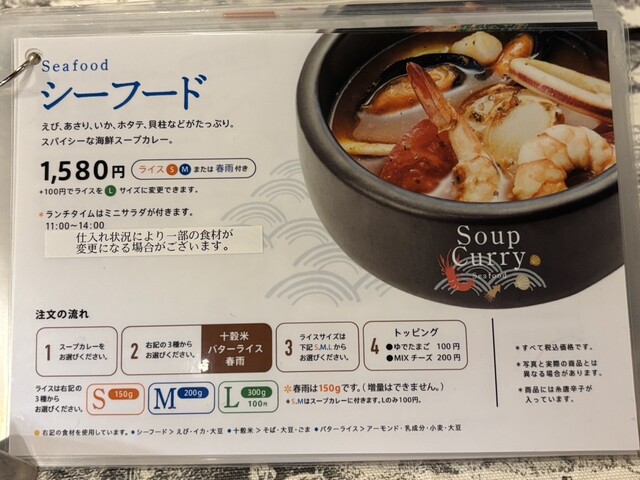 Seafood
シーフード
えび、あさり、いか、ホタテ、貝柱などがたっぷり。
スパイシーな海鮮スープカレー。
1,580円 ライス S M または 春雨 付き
+100円でライスを L サイズに変更できます。
*ランチタイムはミニサラダが付きます。
11:00~14:00
仕入れ状況により一部の食材が
変更になる場合がございます。
Soup
Curry
Seafood
注文の流れ
1 スープカレーを
お選びください。
2 右記の3種から
お選びください。
十穀米
バターライス
春雨
3 ライスサイズは
下記 S,M,L から
お選びください。
4 トッピング
●ゆでたまご 100円
●MIXチーズ 200円
*すべて税込価格です。
*写真と実際の商品とは
異なる場合があります。
*商品には糸唐辛子が
入っています。
ライスは右記の
3種から
お選びください。
S 150g
M 200g
L 300g
100円
*春雨は150gです。(増量はできません。)
*S,Mはスープカレーに付きます。Lのみ100円。
●右記の食材を使用しています。●シーフード>えび・イカ・大豆 ●十穀米>そば・大豆・ごま ●バターライス>アーモンド・乳成分・小麦・大豆